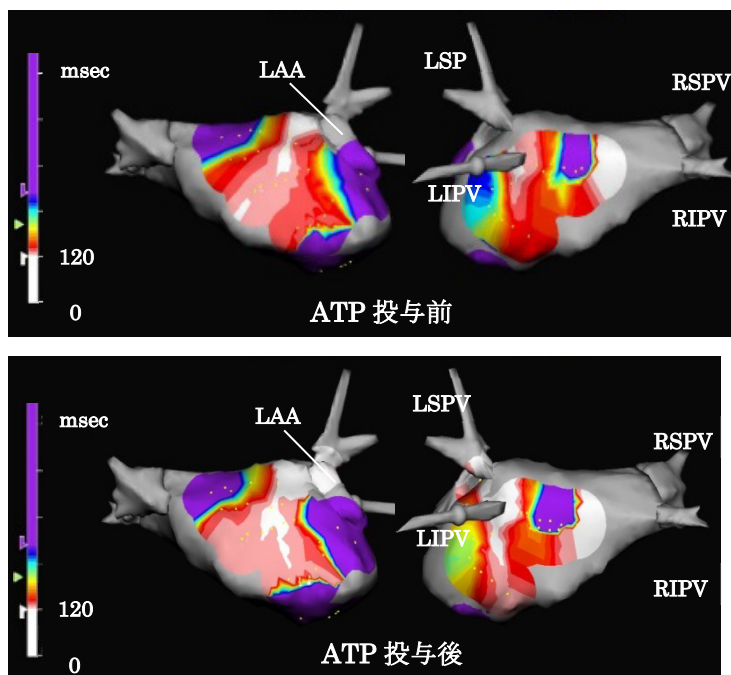 msec
LAA
LSP
RSPV
LIPV
RIPV
120
0
ATP 投与前
msec
LAA
LSPV
RSPV
LIPV
RIPV
120
0
ATP 投与後